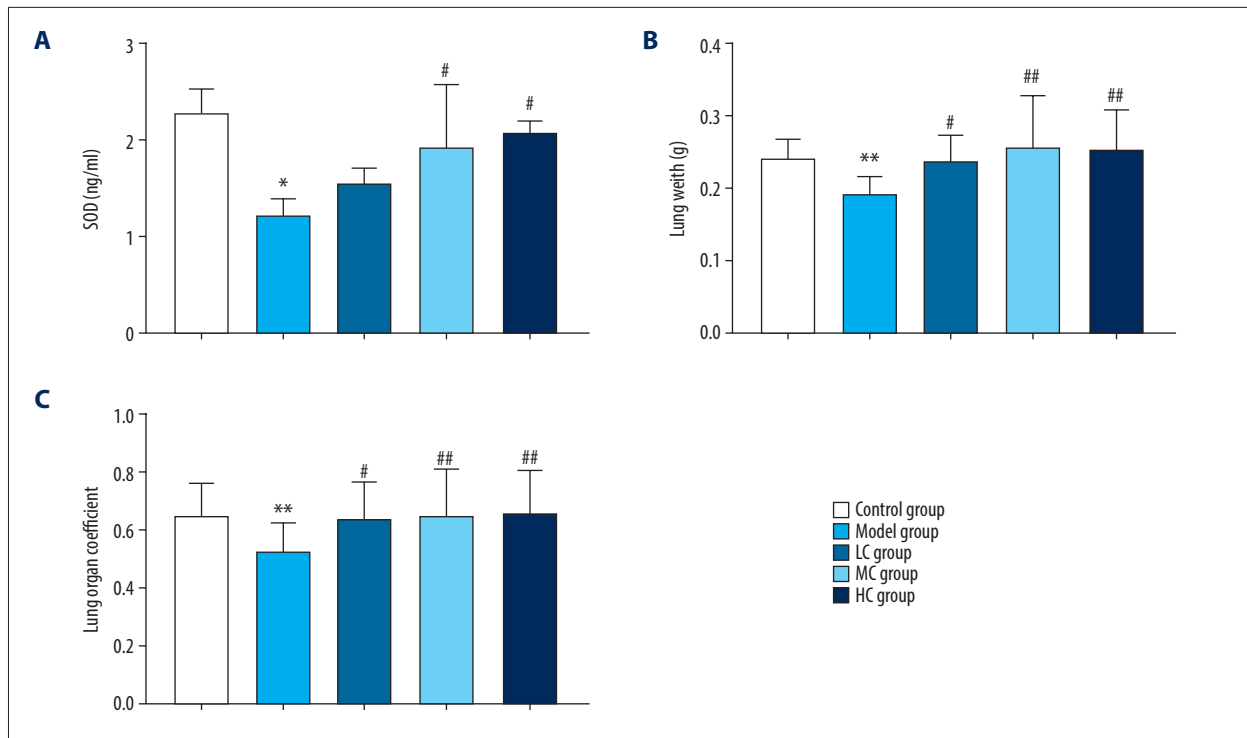 A
SOD (ng/ml)
3
2
1
0
*
#
#
B
Lung weith (g)
0.4
0.3
0.2
0.1
0.0
**
#
##
##
C
Lung organ coefficient
1.0
0.8
0.6
0.4
0.2
0.0
**
#
##
##
Control group
Model group
LC group
MC group
HC group